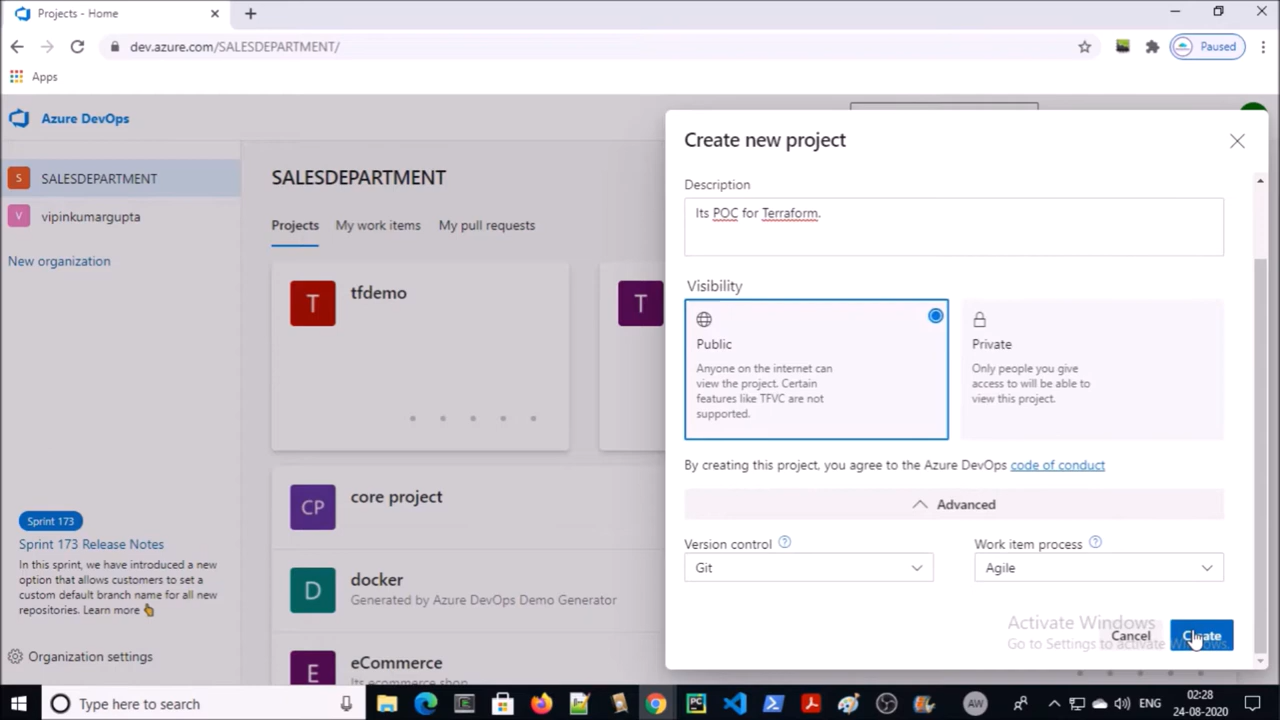 Projects - Home
dev.azure.com/SALESDEPARTMENT/
Paused
Apps
Azure DevOps
S
SALESDEPARTMENT
V
vipinkumargupta
New organization
SALESDEPARTMENT
Projects
My work items
My pull requests
T
tfdemo
T
CP
core project
D
docker
Generated by Azure DevOps Demo Generator
E
eCommerce
Its ecommerce shop
Sprint 173
Sprint 173 Release Notes
In this sprint, we have introduced a new
option that allows customers to set a
custom default branch name for all new
repositories. Learn more
Organization settings
Create new project
Description
Its POC for Terraform.
Visibility
Public
Anyone on the internet can
view the project. Certain
features like TFVC are not
supported.
Private
Only people you give
access to will be able to
view this project.
By creating this project, you agree to the Azure DevOps code of conduct
Advanced
Version control
Git
Work item process
Agile
Activate Windows
Go to Settings to activate Windows.
Cancel
Create
Type here to search
PC
AW
ENG
02:28
24-08-2020